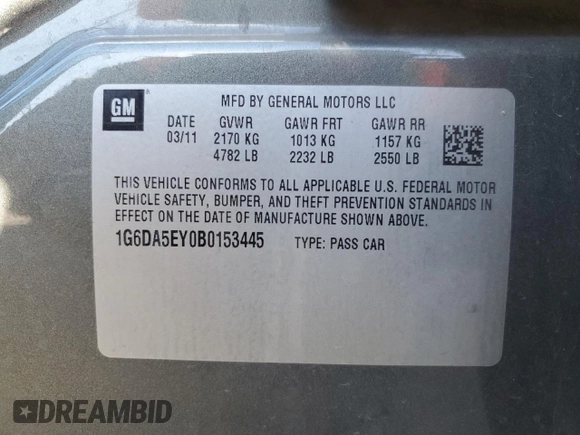 GM
MFD BY GENERAL MOTORS LLC
DATE GVWR GAWR FRT GAWR RR
03/11 2170 KG 1013 KG 1157 KG
4782 LB 2232 LB 2550 LB
THIS VEHICLE CONFORMS TO ALL APPLICABLE U.S. FEDERAL MOTOR
VEHICLE SAFETY, BUMPER, AND THEFT PREVENTION STANDARDS IN
EFFECT ON THE DATE OF MANUFACTURE SHOWN ABOVE.
1G6DA5EY0B0153445 TYPE: PASS CAR
DREAMBID